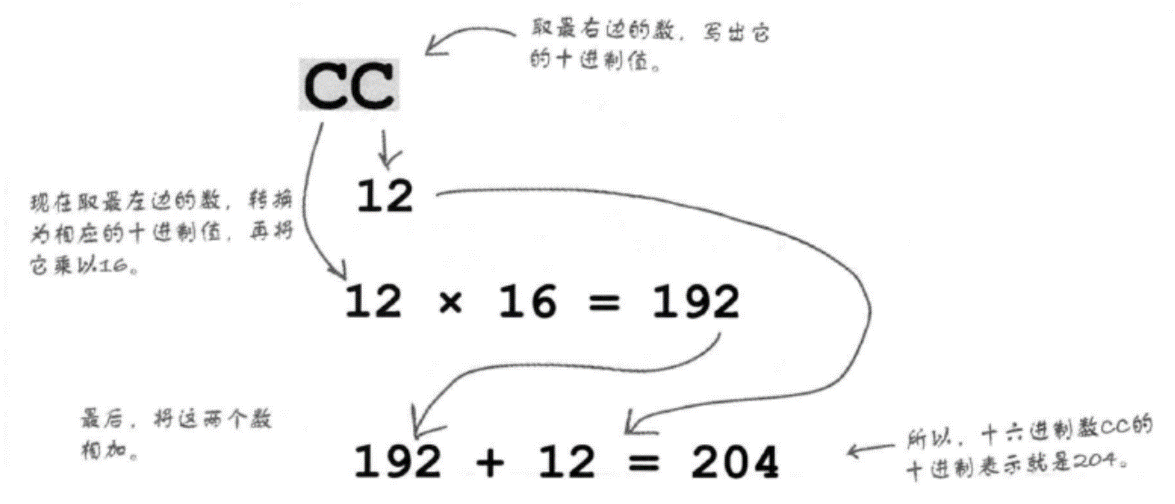 取最右边的数，写出它
的十进制值。
CC
12
现在取最左边的数，转换
为相应的十进制值，再将
它乘以16。
12 × 16 = 192
最后，将这两个数
相加。
192 + 12 = 204
所以，十六进制数CC的
十进制表示就是204。